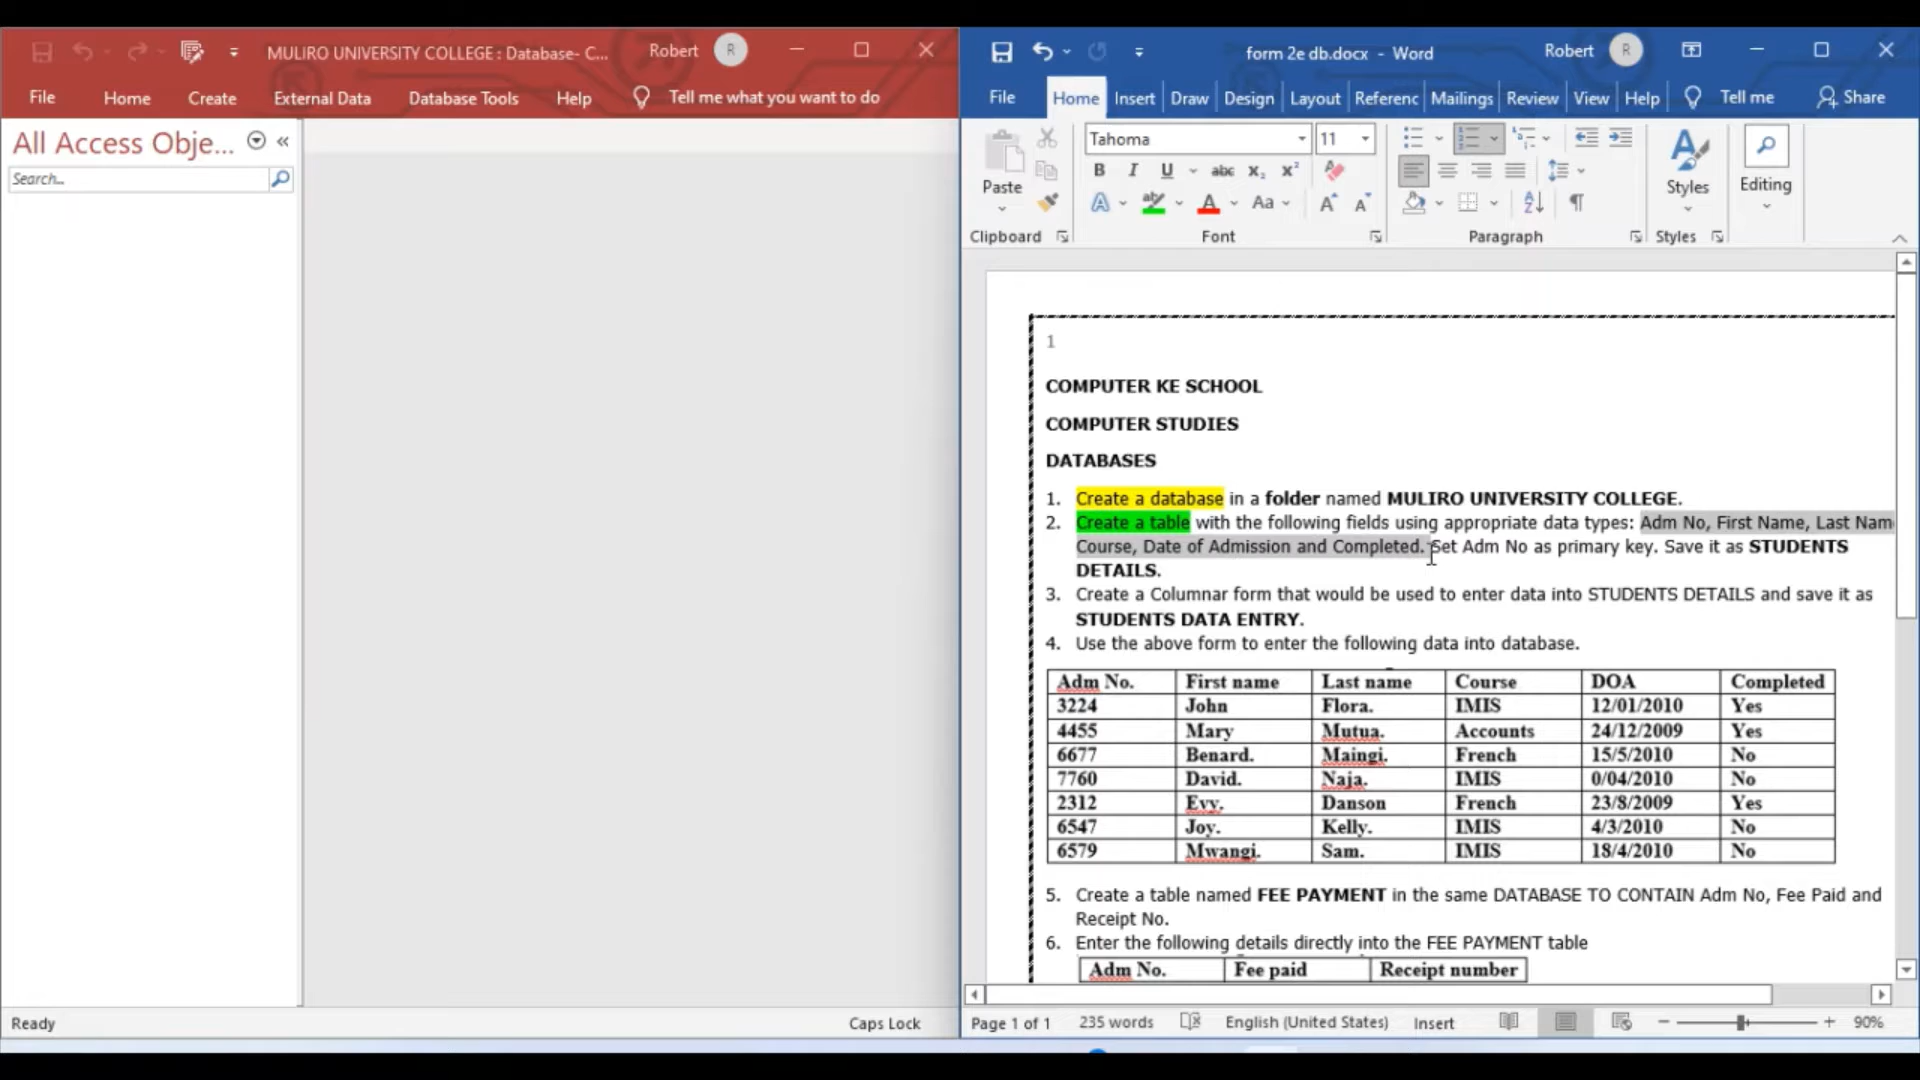 MULIRO UNIVERSITY COLLEGE : Database- C... Robert R
File Home Create External Data Database Tools Help Tell me what you want to do
All Access Obje...
Search...
Ready Caps Lock
form 2e db.docx - Word Robert R
File Home Insert Draw Design Layout Referenc Mailings Review View Help Tell me Share
Paste
Tahoma 11
B I U abc x₂ x²
A A Aa A A
Styles
Editing
Clipboard Font Paragraph Styles
1
COMPUTER KE SCHOOL
COMPUTER STUDIES
DATABASES
1. Create a database in a folder named MULIRO UNIVERSITY COLLEGE.
2. Create a table with the following fields using appropriate data types: Adm No, First Name, Last Nam
Course, Date of Admission and Completed. Set Adm No as primary key. Save it as STUDENTS
DETAILS.
3. Create a Columnar form that would be used to enter data into STUDENTS DETAILS and save it as
STUDENTS DATA ENTRY.
4. Use the above form to enter the following data into database.
Adm No. First name Last name Course DOA Completed
3224 John Flora. IMIS 12/01/2010 Yes
4455 Mary Mutua. Accounts 24/12/2009 Yes
6677 Benard. Maingi. French 15/5/2010 No
7760 David. Naja. IMIS 0/04/2010 No
2312 Evy. Danson French 23/8/2009 Yes
6547 Joy. Kelly. IMIS 4/3/2010 No
6579 Mwangi. Sam. IMIS 18/4/2010 No
5. Create a table named FEE PAYMENT in the same DATABASE TO CONTAIN Adm No, Fee Paid and
Receipt No.
6. Enter the following details directly into the FEE PAYMENT table
Adm No. Fee paid Receipt number
Page 1 of 1 235 words English (United States) Insert 90%